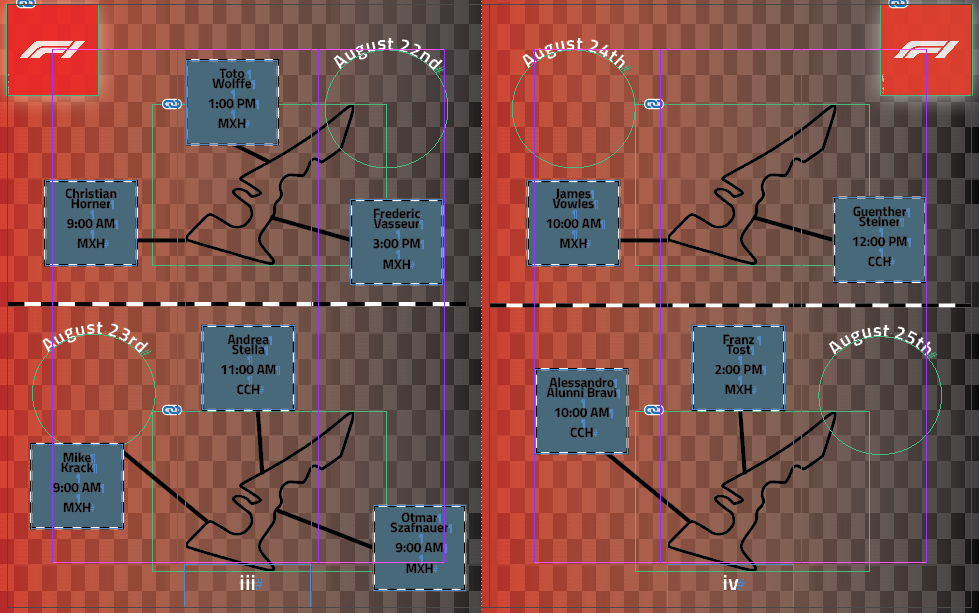 F1
August 22nd
Toto
Wolffe
1:00 PM
MXH
Christian
Horner
9:00 AM
MXH
Frederic
Vasseur
3:00 PM
MXH
August 23rd
Andrea
Stella
11:00 AM
CCH
Mike
Krack
9:00 AM
MXH
Otmar
Szafnauer
9:00 AM
MXH
iii
F1
August 24th
James
Vowles
10:00 AM
MXH
Guenther
Steiner
12:00 PM
CCH
August 25th
Franz
Tost
2:00 PM
MXH
Alessandro
Alunni Bravi
10:00 AM
CCH
iv